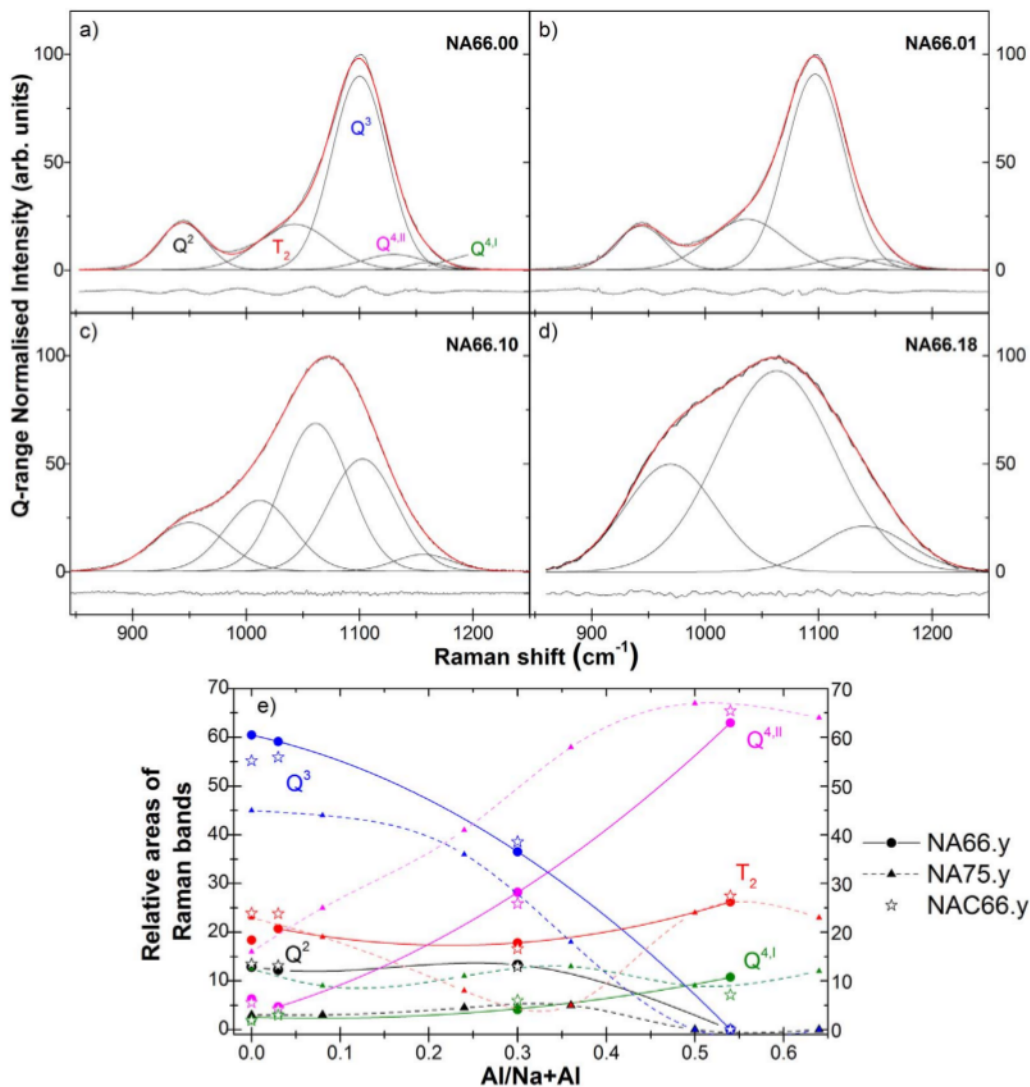 a) NA66.00
b) NA66.01
100
50
0
100
50
0
Q³
Q²
T₂
Q⁴,ᴵᴵ
Q⁴,ᴵ
c) NA66.10
d) NA66.18
100
50
0
100
50
0
Q-range Normalised Intensity (arb. units)
900 1000 1100 1200
900 1000 1100 1200
Raman shift (cm⁻¹)
e)
70
60
50
40
30
20
10
0
70
60
50
40
30
20
10
0
Relative areas of
Raman bands
Q³
Q⁴,ᴵᴵ
T₂
Q²
Q⁴,ᴵ
0.0 0.1 0.2 0.3 0.4 0.5 0.6
Al/Na+Al
NA66.y
NA75.y
NAC66.y